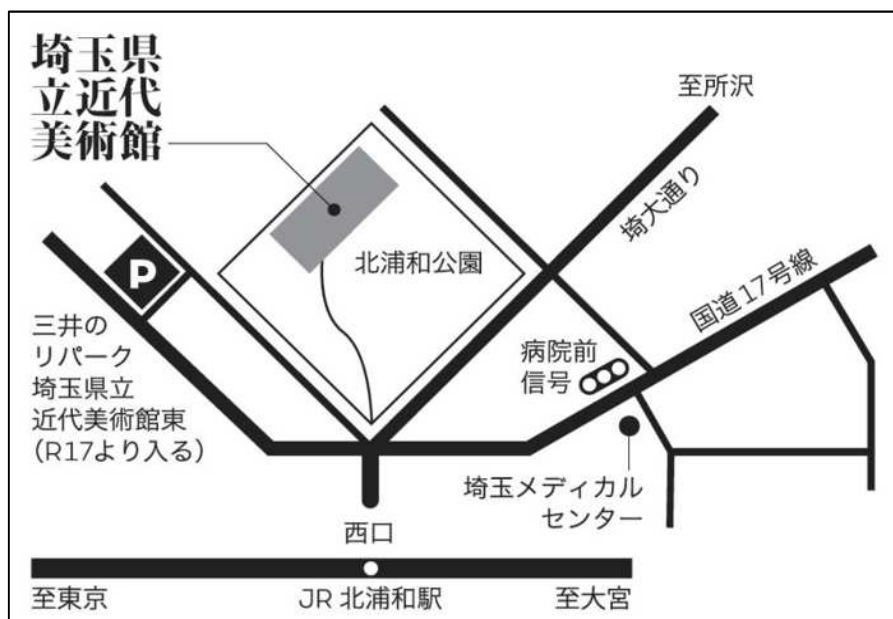 埼玉県
立近代
美術館
至所沢
埼大通り
北浦和公園
国道17号線
P
三井の
リパーク
埼玉県立
近代美術館東
（R17より入る）
病院前
信号
埼玉メディカル
センター
西口
至東京
JR 北浦和駅
至大宮